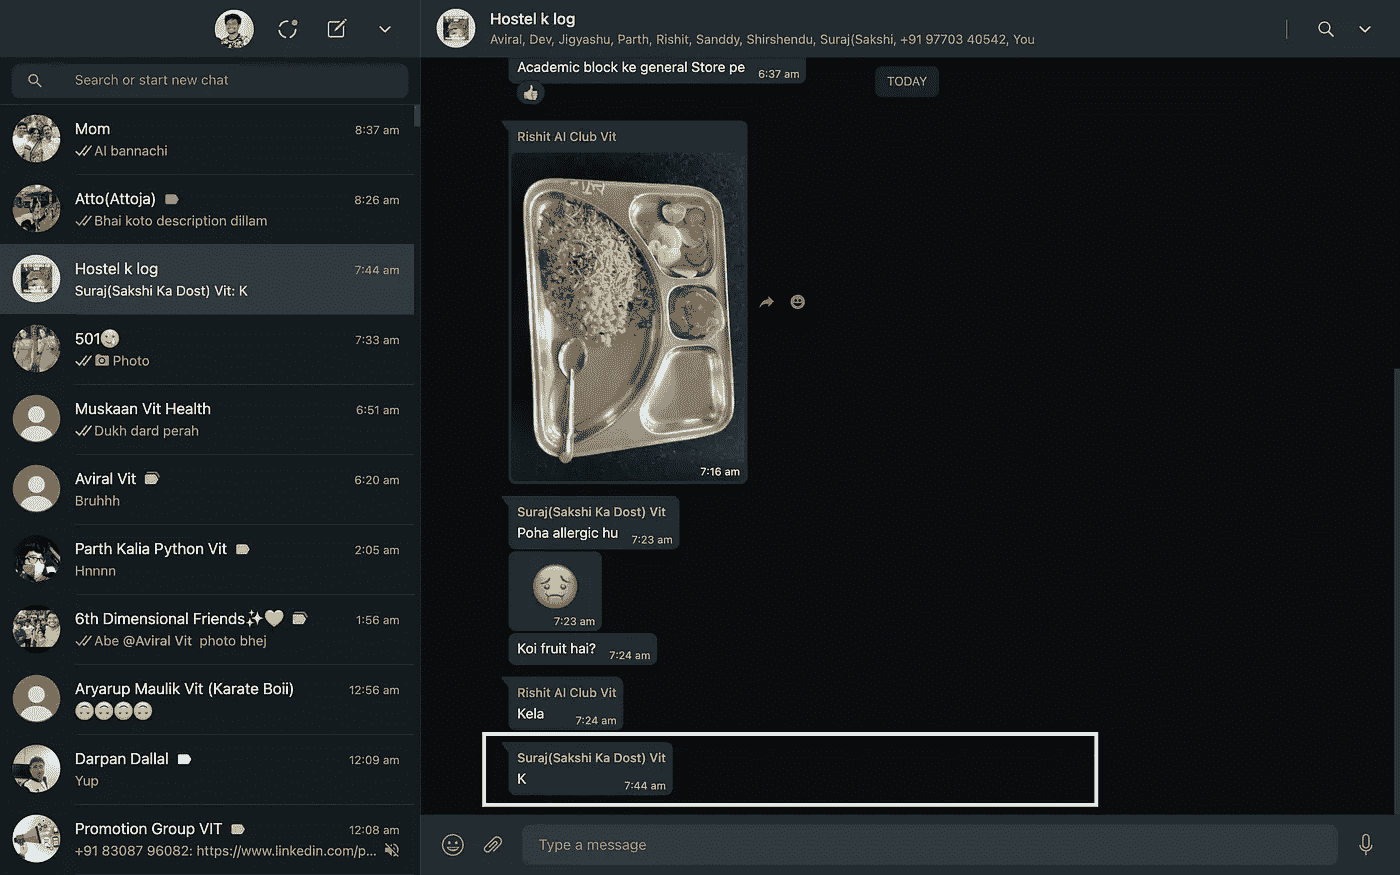 Search or start new chat
Mom
8:37 am
AI bannachi
Atto(Attoja)
8:26 am
Bhai koto description dillam
Hostel k log
7:44 am
Suraj(Sakshi Ka Dost) Vit: K
501
7:33 am
Photo
Muskaan Vit Health
6:51 am
Dukh dard perah
Aviral Vit
6:20 am
Bruhhh
Parth Kalia Python Vit
2:05 am
Hnnnn
6th Dimensional Friends✨🤍
1:56 am
Abe @Aviral Vit photo bhej
Aryarup Maulik Vit (Karate Boii)
12:56 am
🙃🙃🙃🙃
Darpan Dallal
12:09 am
Yup
Promotion Group VIT
12:08 am
+91 83087 96082: https://www.linkedin.com/p...
Hostel k log
Aviral, Dev, Jigyashu, Parth, Rishit, Sanddy, Shirshendu, Suraj(Sakshi, +91 97703 40542, You
TODAY
Academic block ke general Store pe
6:37 am
👍
Rishit AI Club Vit
7:16 am
Suraj(Sakshi Ka Dost) Vit
Poha allergic hu
7:23 am
🤢
7:23 am
Koi fruit hai?
7:24 am
Rishit AI Club Vit
Kela
7:24 am
Suraj(Sakshi Ka Dost) Vit
K
7:44 am
Type a message